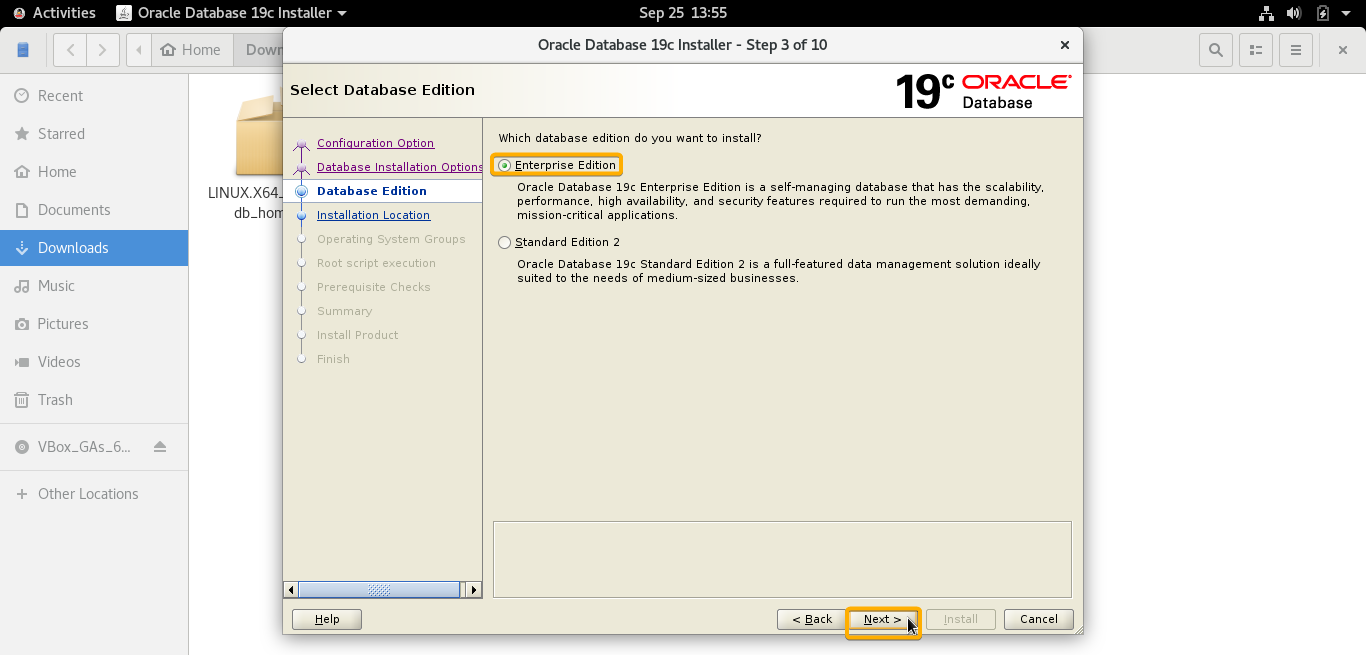 Activities
Oracle Database 19c Installer
Sep 25 13:55
Home
Down
Recent
Starred
Home
Documents
Downloads
Music
Pictures
Videos
Trash
VBox_GAs_6...
Other Locations
LINUX.X64_
db_hom
Oracle Database 19c Installer - Step 3 of 10
Select Database Edition
19c ORACLE
Database
Configuration Option
Database Installation Options
Database Edition
Installation Location
Operating System Groups
Root script execution
Prerequisite Checks
Summary
Install Product
Finish
Which database edition do you want to install?
Enterprise Edition
Oracle Database 19c Enterprise Edition is a self-managing database that has the scalability,
performance, high availability, and security features required to run the most demanding,
mission-critical applications.
Standard Edition 2
Oracle Database 19c Standard Edition 2 is a full-featured data management solution ideally
suited to the needs of medium-sized businesses.
Help
< Back
Next >
Install
Cancel